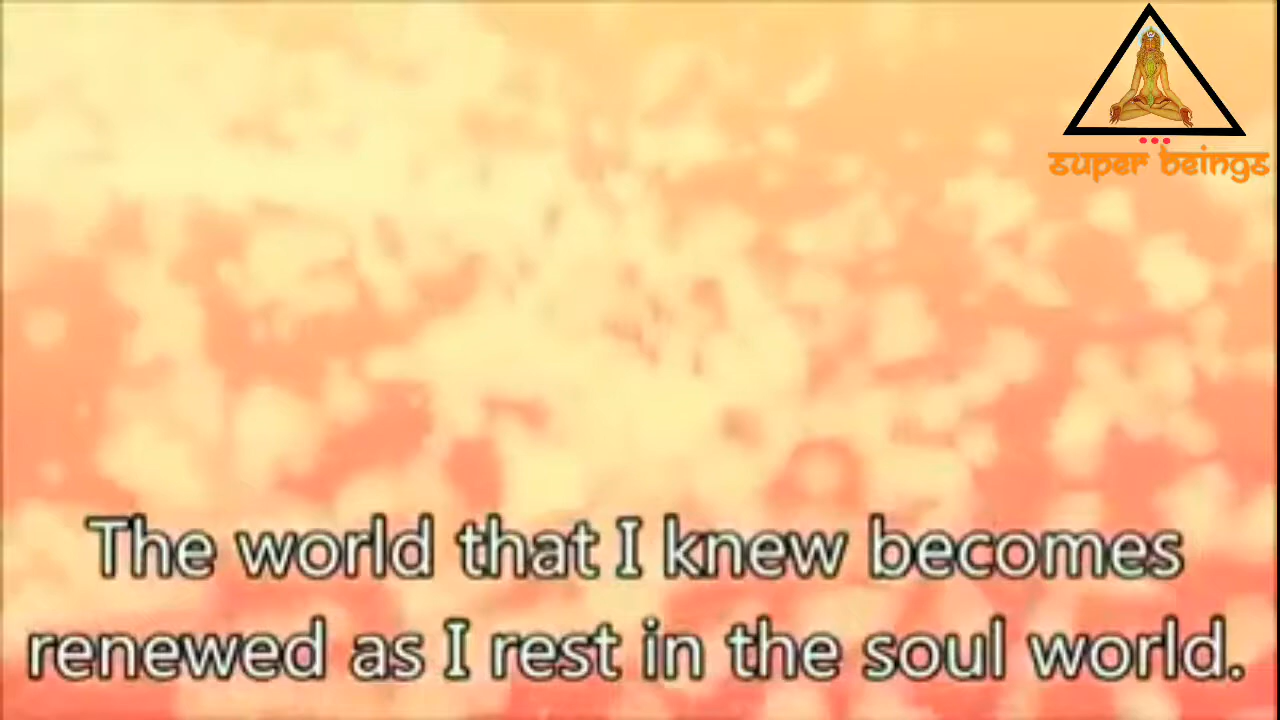 super beings
The world that I knew becomes
renewed as I rest in the soul world.